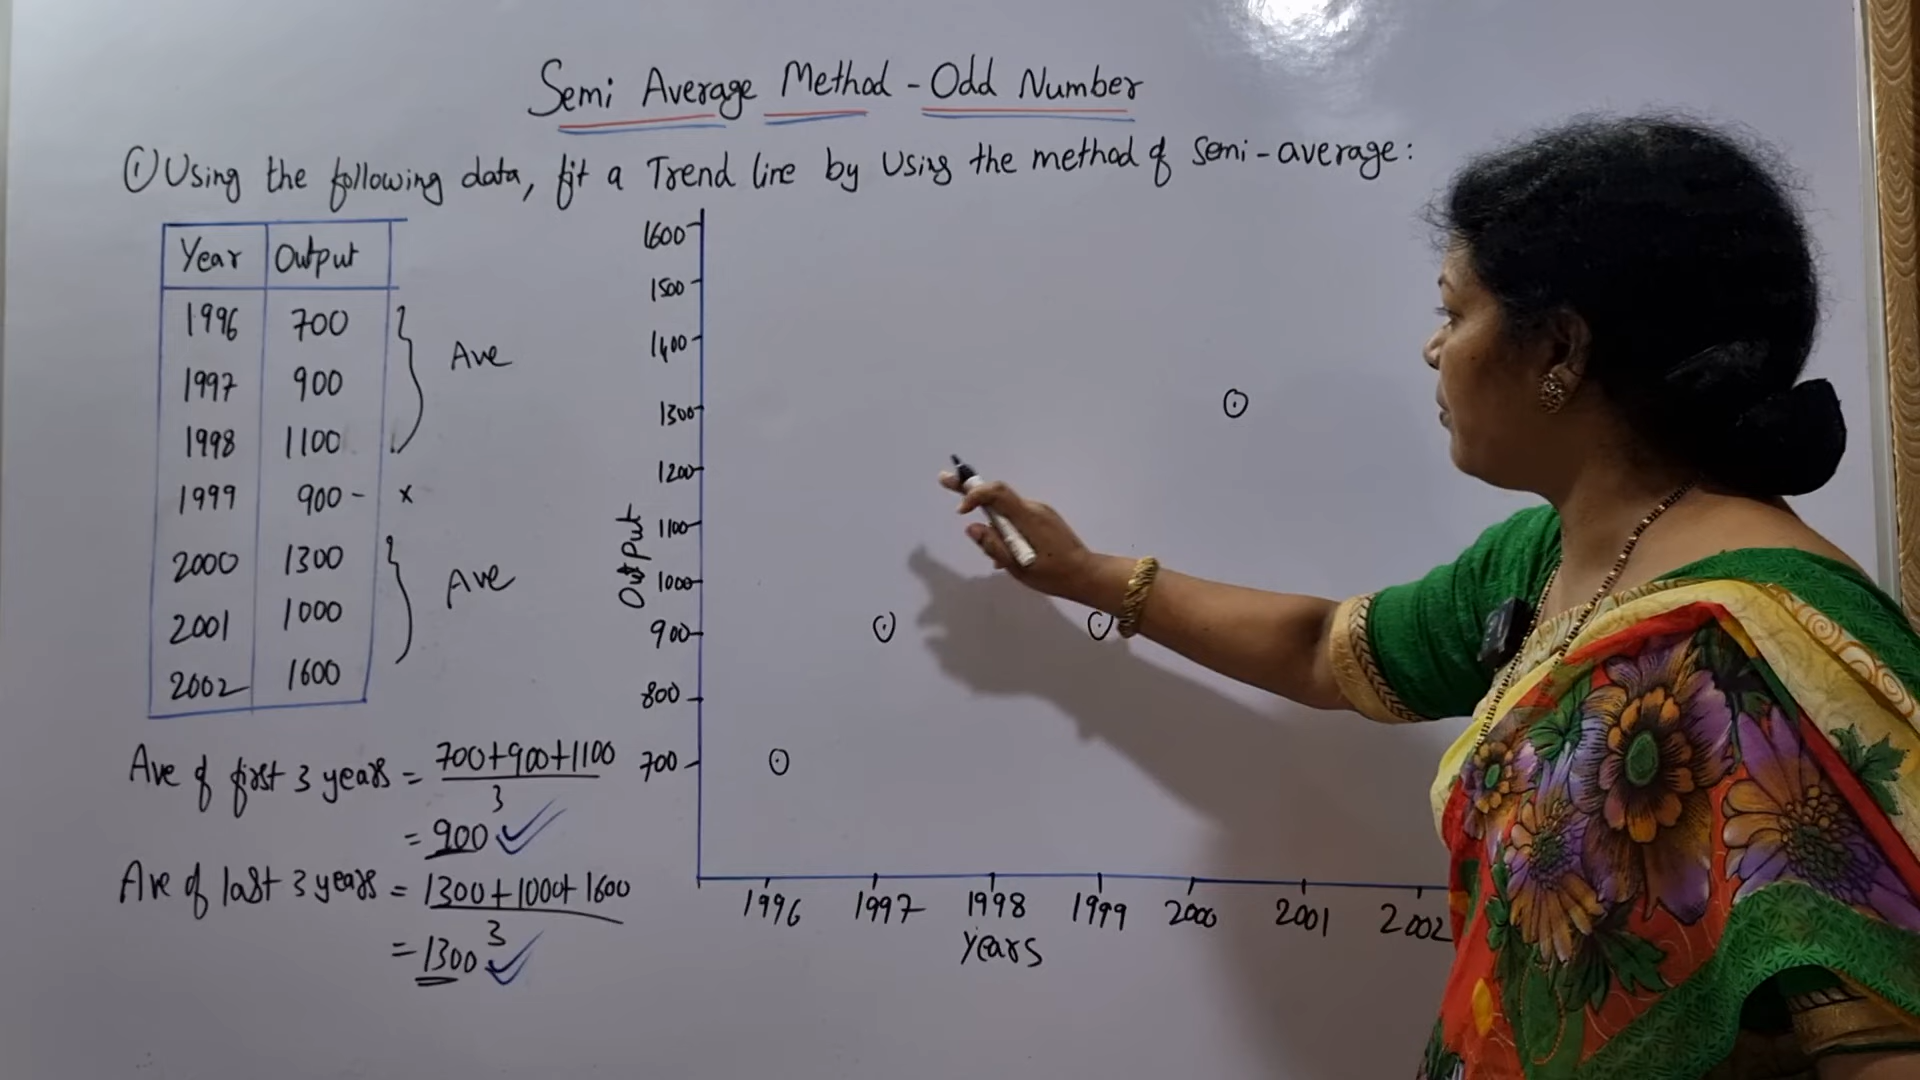 Semi Average Method - Odd Number
① Using the following data, fit a Trend line by Using the method of Semi-average:
Year Output
1996 700
1997 900
1998 1100
1999 900 - x
2000 1300
2001 1000
2002 1600
Ave
Ave
Ave of first 3 years = 700+900+1100
3
= 900 ✓
Ave of last 3 years = 1300+1000+1600
3
= 1300 ✓
1600
1500
1400
1300
1200
1100
1000
900
800
700
Output
1996 1997 1998 1999 2000 2001 2002
Years